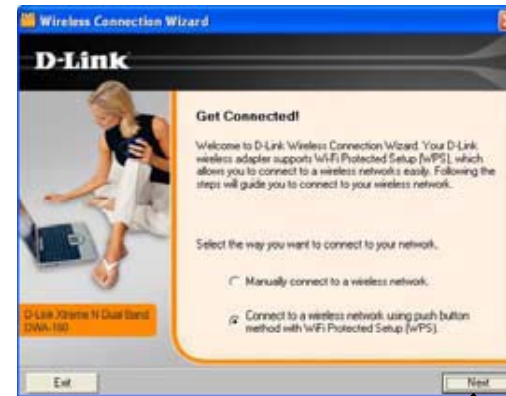 Wireless Connection Wizard
D-Link
Get Connected!
Welcome to D-Link Wireless Connection Wizard. Your D-Link
wireless adapter supports Wi-Fi Protected Setup (WPS), which
allows you to connect to a wireless networks easily. Following the
steps will guide you to connect to your wireless network.
Select the way you want to connect to your network.
Manually connect to a wireless network.
Connect to a wireless network using push button
method with WiFi Protected Setup (WPS).
D-Link Xtreme N Dual Band
DWA-160
Exit
Next